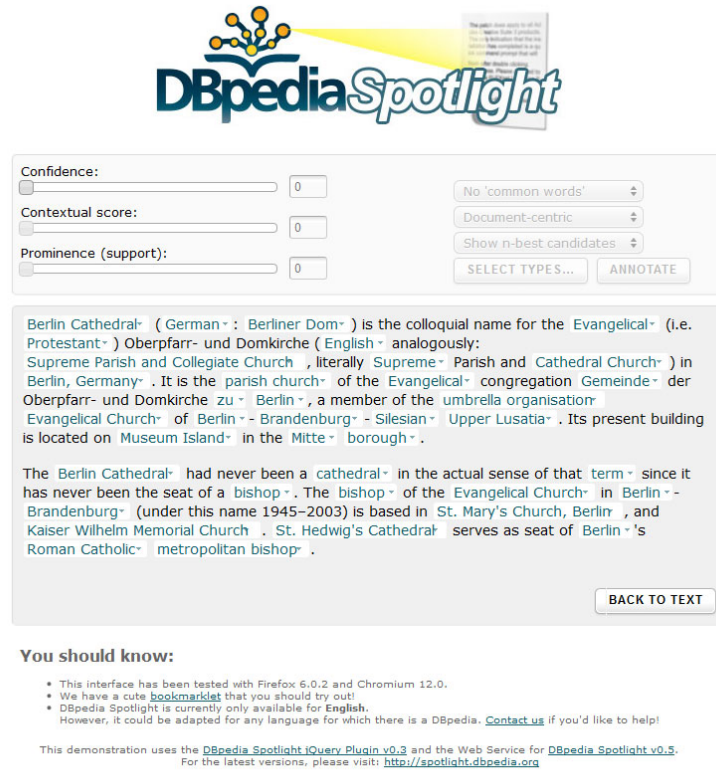 DBpedia Spotlight
Confidence:
0
No 'common words'
Contextual score:
0
Document-centric
Prominence (support):
0
Show n-best candidates
SELECT TYPES... ANNOTATE
Berlin Cathedral ( German : Berliner Dom ) is the colloquial name for the Evangelical (i.e.
Protestant ) Oberpfarr- und Domkirche ( English analogously:
Supreme Parish and Collegiate Church , literally Supreme Parish and Cathedral Church ) in
Berlin, Germany . It is the parish church of the Evangelical congregation Gemeinde der
Oberpfarr- und Domkirche zu Berlin , a member of the umbrella organisation
Evangelical Church of Berlin - Brandenburg - Silesian Upper Lusatia . Its present building
is located on Museum Island in the Mitte borough .
The Berlin Cathedral had never been a cathedral in the actual sense of that term since it
has never been the seat of a bishop . The bishop of the Evangelical Church in Berlin -
Brandenburg (under this name 1945–2003) is based in St. Mary's Church, Berlin , and
Kaiser Wilhelm Memorial Church . St. Hedwig's Cathedral serves as seat of Berlin 's
Roman Catholic metropolitan bishop .
BACK TO TEXT
You should know:
• This interface has been tested with Firefox 6.0.2 and Chromium 12.0.
• We have a cute bookmarklet that you should try out!
• DBpedia Spotlight is currently only available for English.
However, it could be adapted for any language for which there is a DBpedia. Contact us if you'd like to help!
This demonstration uses the DBpedia Spotlight jQuery Plugin v0.3 and the Web Service for DBpedia Spotlight v0.5.
For the latest versions, please visit: http://spotlight.dbpedia.org